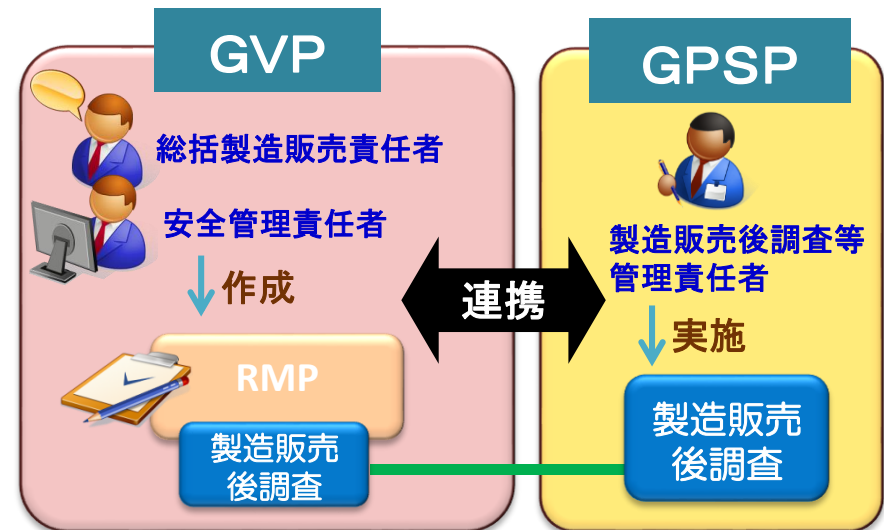 GVP
総括製造販売責任者
安全管理責任者
作成
RMP
製造販売
後調査
連携
GPSP
製造販売後調査等
管理責任者
実施
製造販売
後調査